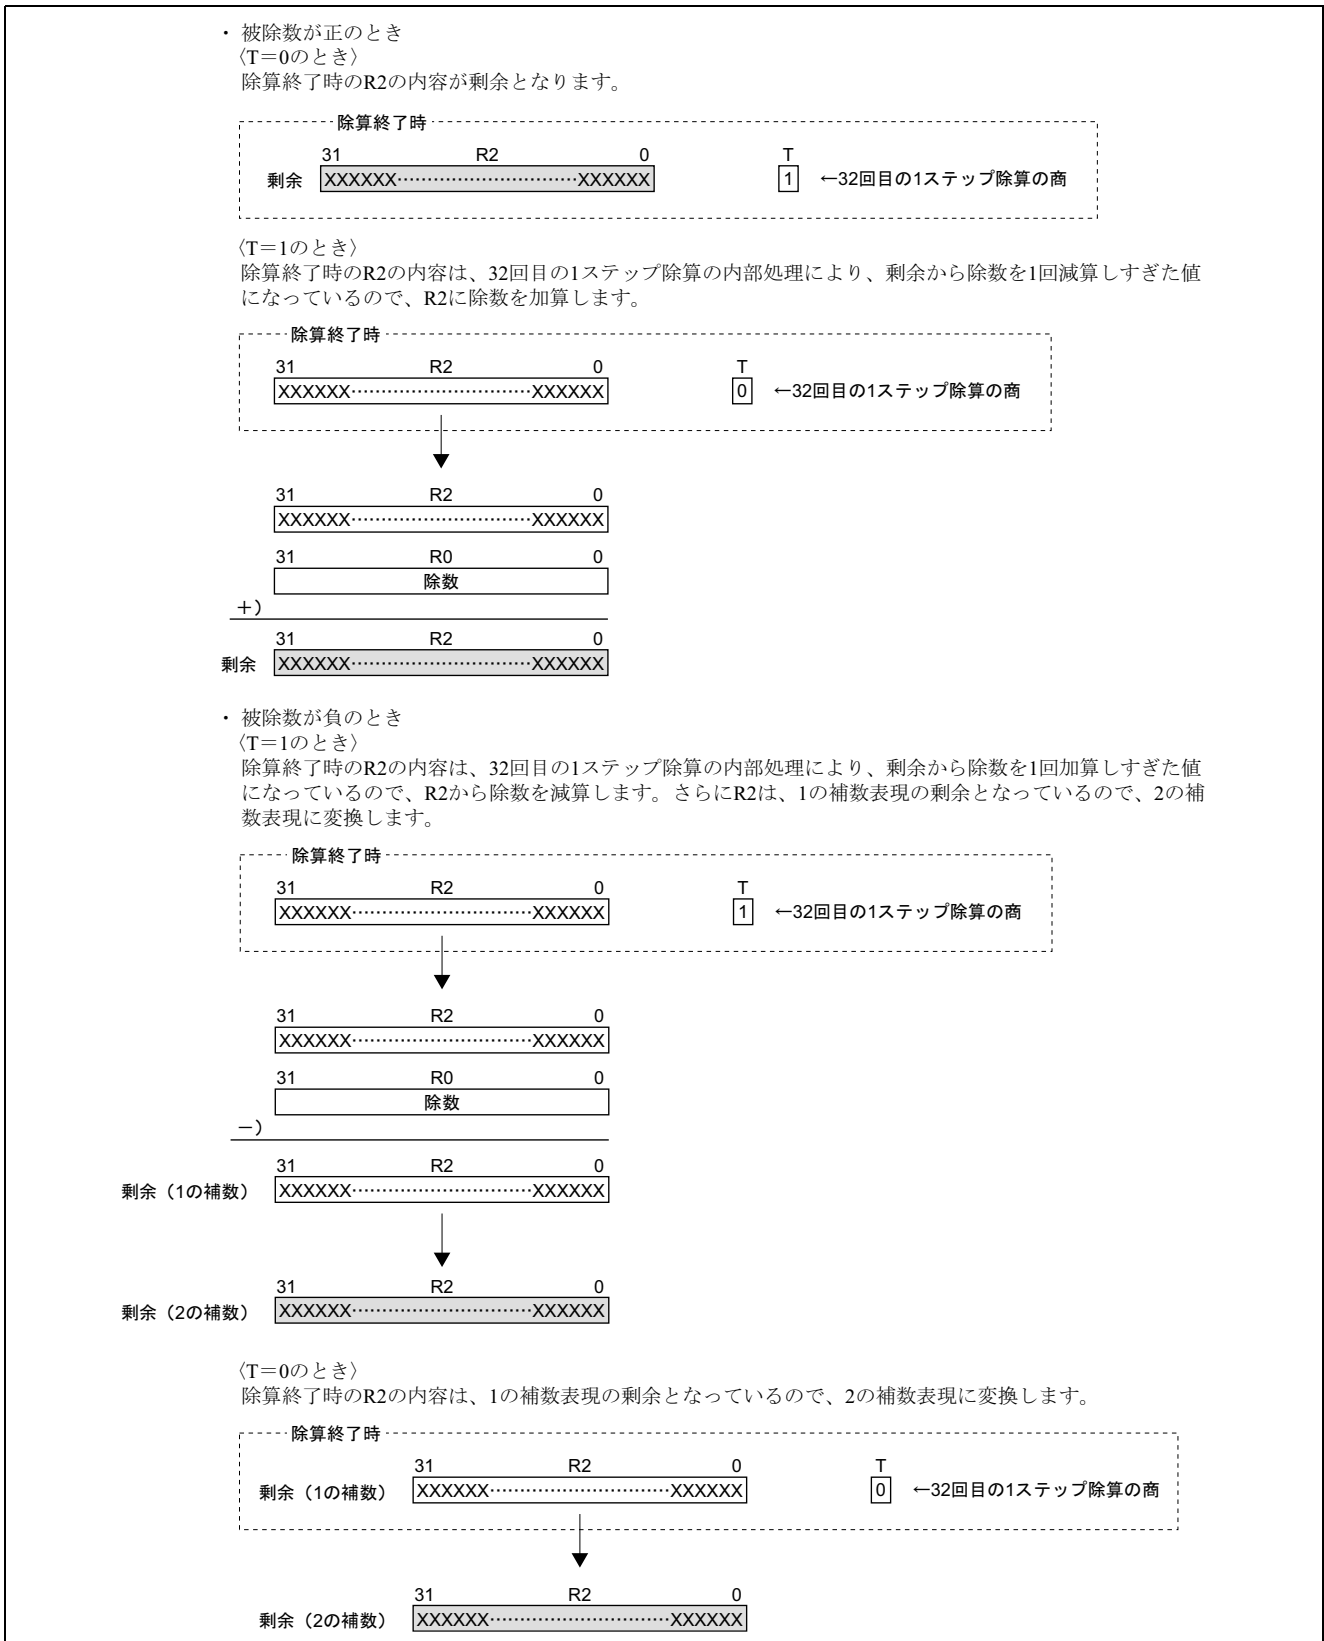 ・ 被除数が正のとき
〈T＝0のとき〉
除算終了時のR2の内容が剰余となります。
除算終了時
31 R2 0 T
剰余 XXXXXX······························XXXXXX 1 ←32回目の1ステップ除算の商
〈T＝1のとき〉
除算終了時のR2の内容は、32回目の1ステップ除算の内部処理により、剰余から除数を1回減算しすぎた値
になっているので、R2に除数を加算します。
除算終了時
31 R2 0 T
XXXXXX······························XXXXXX 0 ←32回目の1ステップ除算の商
31 R2 0
XXXXXX······························XXXXXX
31 R0 0
除数
＋）
31 R2 0
剰余 XXXXXX······························XXXXXX
・ 被除数が負のとき
〈T＝1のとき〉
除算終了時のR2の内容は、32回目の1ステップ除算の内部処理により、剰余から除数を1回加算しすぎた値
になっているので、R2から除数を減算します。さらにR2は、1の補数表現の剰余となっているので、2の補
数表現に変換します。
除算終了時
31 R2 0 T
XXXXXX······························XXXXXX 1 ←32回目の1ステップ除算の商
31 R2 0
XXXXXX······························XXXXXX
31 R0 0
除数
－）
31 R2 0
剰余（1の補数） XXXXXX······························XXXXXX
31 R2 0
剰余（2の補数） XXXXXX······························XXXXXX
〈T＝0のとき〉
除算終了時のR2の内容は、1の補数表現の剰余となっているので、2の補数表現に変換します。
除算終了時
31 R2 0 T
剰余（1の補数） XXXXXX······························XXXXXX 0 ←32回目の1ステップ除算の商
31 R2 0
剰余（2の補数） XXXXXX······························XXXXXX